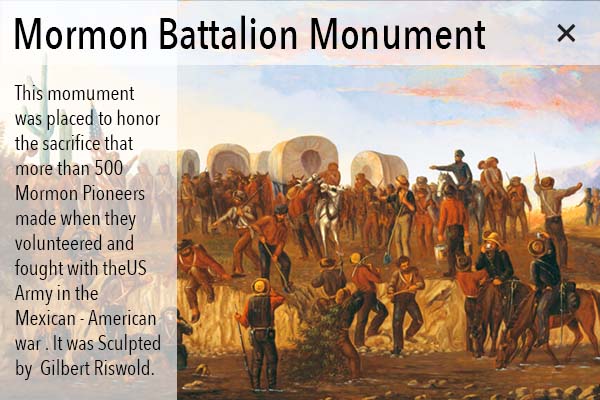 Mormon Battalion Monument
This momument
was placed to honor
the sacrifice that
more than 500
Mormon Pioneers
made when they
volunteered and
fought with theUS
Army in the
Mexican - American
war . It was Sculpted
by  Gilbert Riswold.